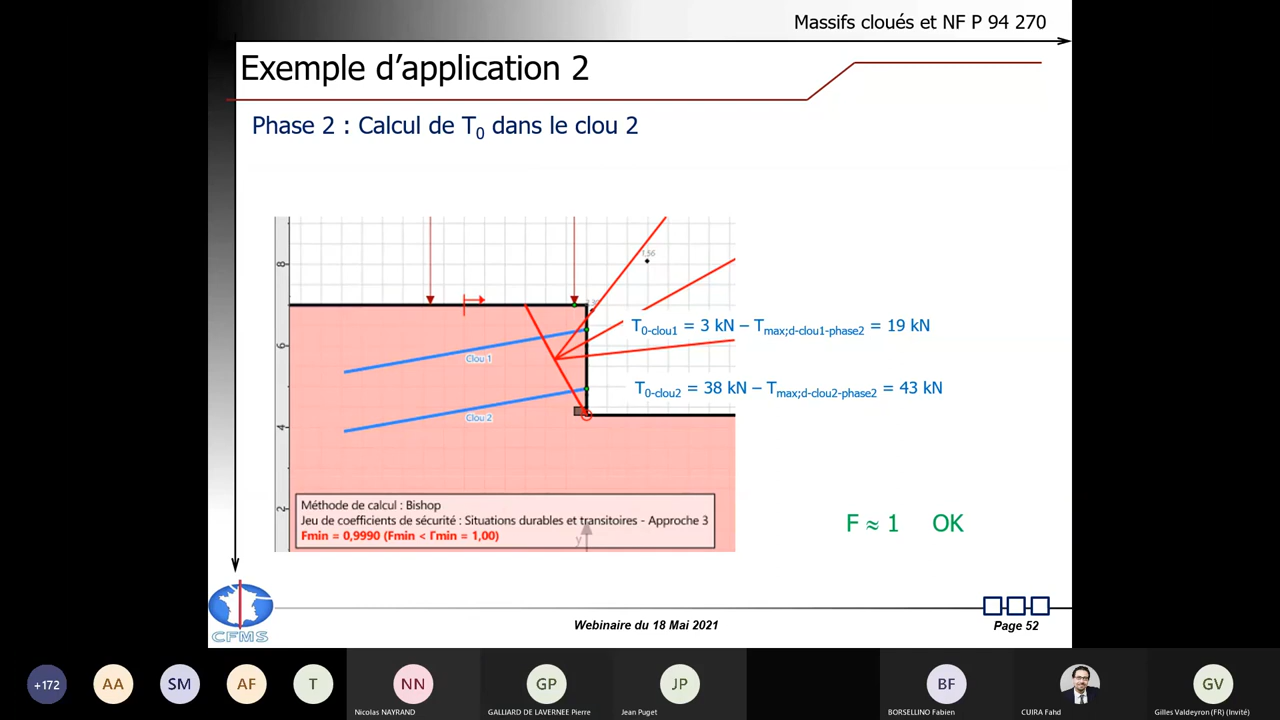 Massifs cloués et NF P 94 270
Exemple d'application 2
Phase 2 : Calcul de T0 dans le clou 2
8
1,56
T0-clou1 = 3 kN – Tmax;d-clou1-phase2 = 19 kN
6
Clou 1
T0-clou2 = 38 kN – Tmax;d-clou2-phase2 = 43 kN
Clou 2
4
2
Méthode de calcul : Bishop
Jeu de coefficients de sécurité : Situations durables et transitoires - Approche 3
Fmin = 0,9990 (Fmin < Γmin = 1,00)
y
F ≈ 1 OK
CFMS
Webinaire du 18 Mai 2021
Page 52
+172
AA
SM
AF
T
NN
GP
JP
BF
GV
Nicolas NAYRAND
GALLIARD DE LAVERNEE Pierre
Jean Puget
BORSELLINO Fabien
CUIRA Fahd
Gilles Valdeyron (FR) (Invité)